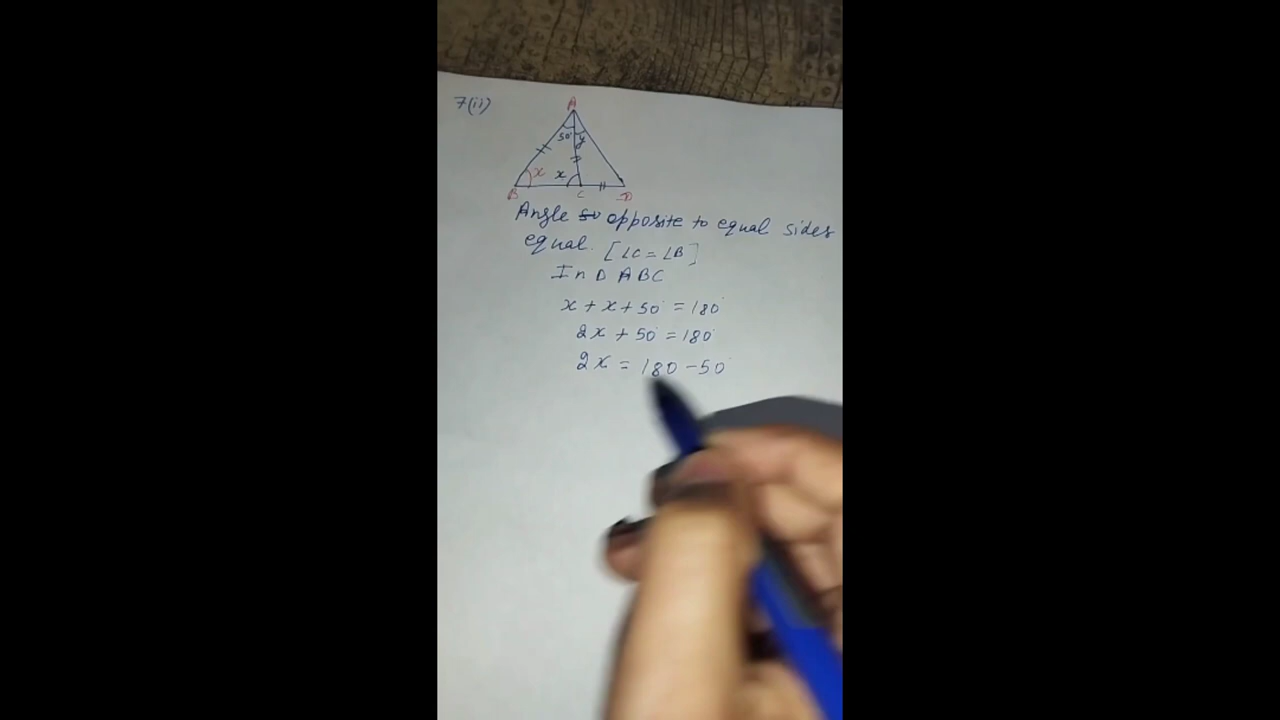 7(ii)
A
50° y
x x
B C D
Angle so opposite to equal sides
equal. [∠C = ∠B]
In Δ ABC
x + x + 50° = 180°
2x + 50° = 180°
2x = 180 - 50°